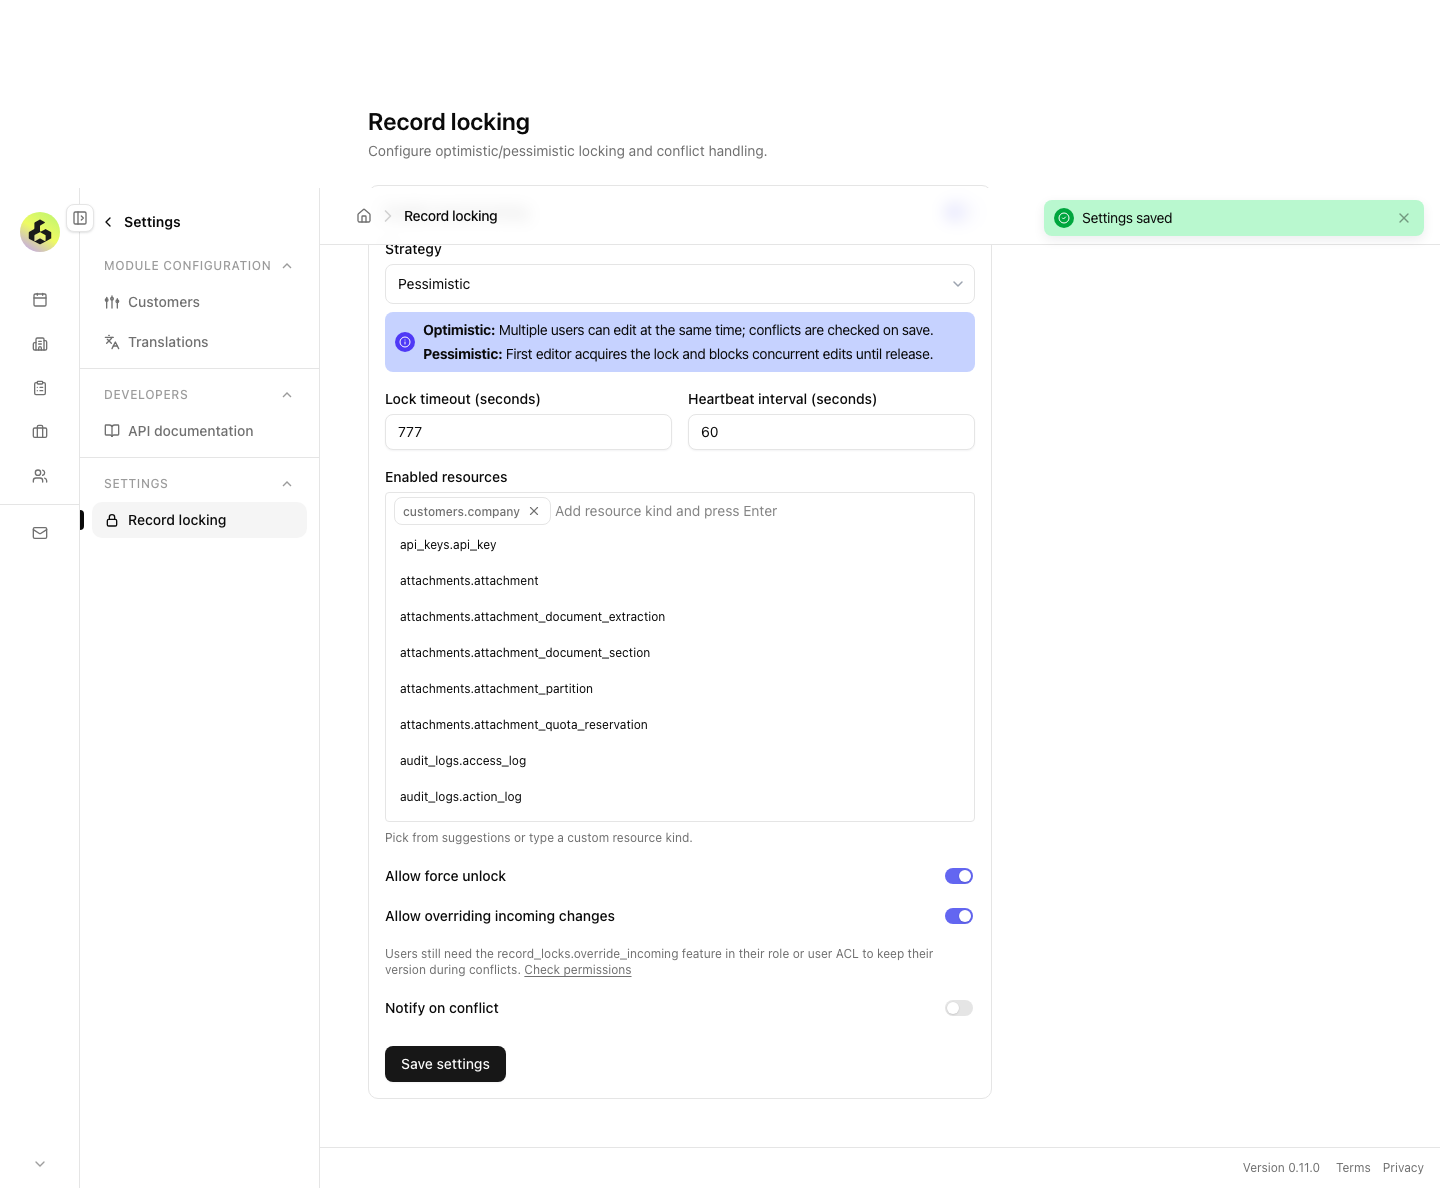 Record locking
Configure optimistic/pessimistic locking and conflict handling.
Settings
Record locking
Settings saved
MODULE CONFIGURATION
Customers
Translations
DEVELOPERS
API documentation
SETTINGS
Record locking
Strategy
Pessimistic
Optimistic: Multiple users can edit at the same time; conflicts are checked on save.
Pessimistic: First editor acquires the lock and blocks concurrent edits until release.
Lock timeout (seconds)
Heartbeat interval (seconds)
777
60
Enabled resources
customers.company
Add resource kind and press Enter
api_keys.api_key
attachments.attachment
attachments.attachment_document_extraction
attachments.attachment_document_section
attachments.attachment_partition
attachments.attachment_quota_reservation
audit_logs.access_log
audit_logs.action_log
Pick from suggestions or type a custom resource kind.
Allow force unlock
Allow overriding incoming changes
Users still need the record_locks.override_incoming feature in their role or user ACL to keep their
version during conflicts. Check permissions
Notify on conflict
Save settings
Version 0.11.0
Terms
Privacy